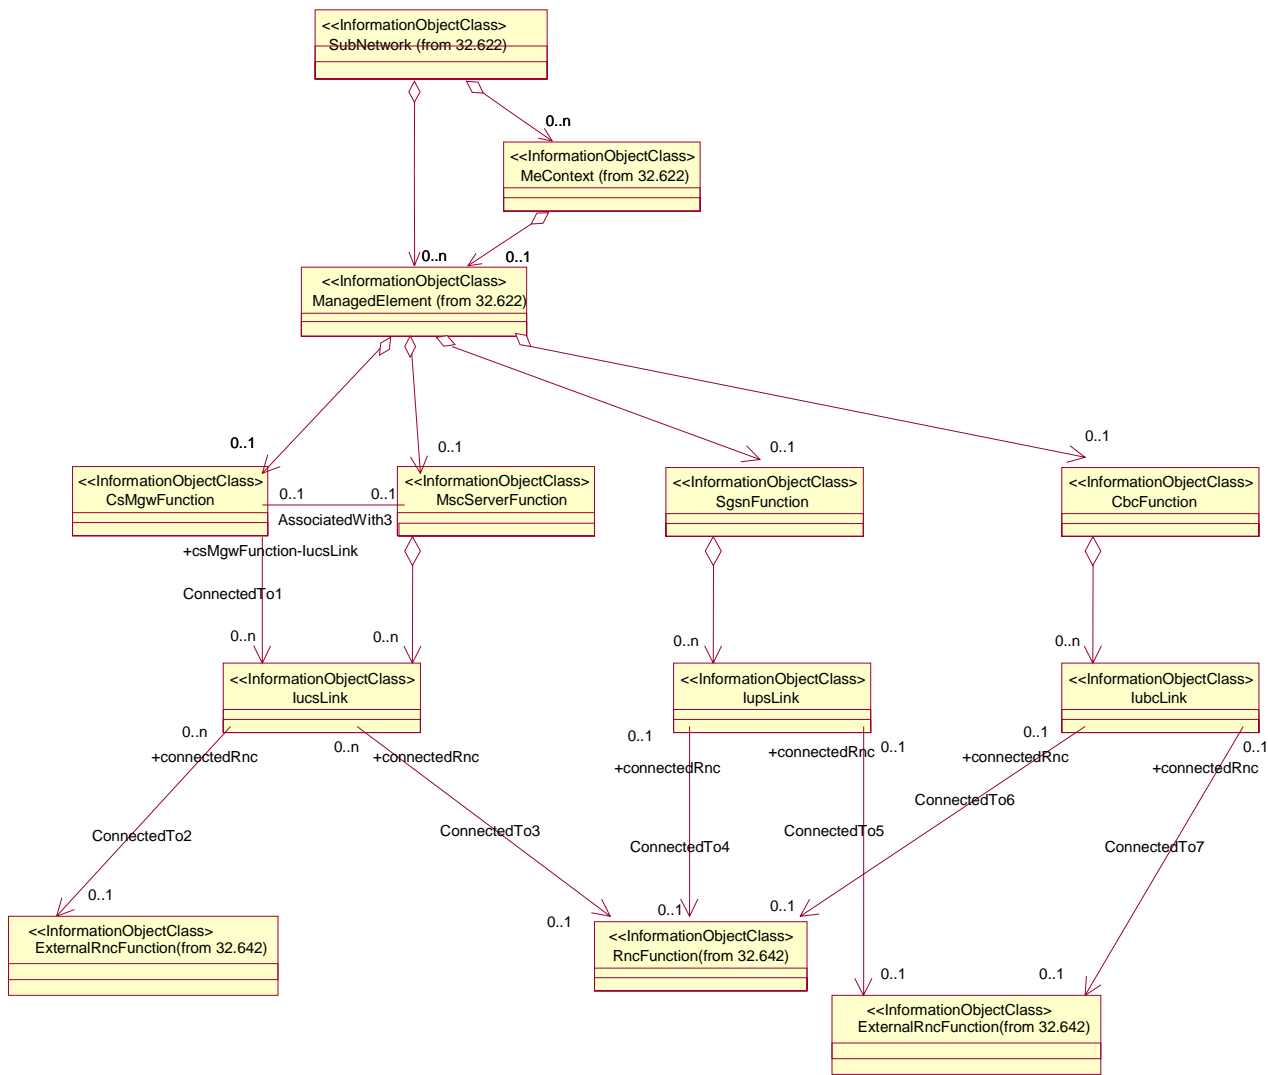 <<InformationObjectClass>
SubNetwork (from 32.622)
0..n
<<InformationObjectClass>
MeContext (from 32.622)
0..n
0..1
<<InformationObjectClass>
ManagedElement (from 32.622)
0..1
0..1
0..1
0..1
<<InformationObjectClass>
CsMgwFunction
<<InformationObjectClass>
MscServerFunction
<<InformationObjectClass>
SgsnFunction
<<InformationObjectClass>
CbcFunction
0..1
0..1
AssociatedWith3
+csMgwFunction-IucsLink
ConnectedTo1
0..n
0..n
0..n
0..n
<<InformationObjectClass>
IucsLink
<<InformationObjectClass>
IupsLink
<<InformationObjectClass>
IubcLink
0..n
0..n
0..1
0..1
0..1
0..1
+connectedRnc
+connectedRnc
+connectedRnc
+connectedRnc
+connectedRnc
+connectedRnc
ConnectedTo2
ConnectedTo3
ConnectedTo4
ConnectedTo5
ConnectedTo6
ConnectedTo7
0..1
0..1
0..1
0..1
<<InformationObjectClass>
ExternalRncFunction(from 32.642)
<<InformationObjectClass>
RncFunction(from 32.642)
0..1
0..1
<<InformationObjectClass>
ExternalRncFunction(from 32.642)